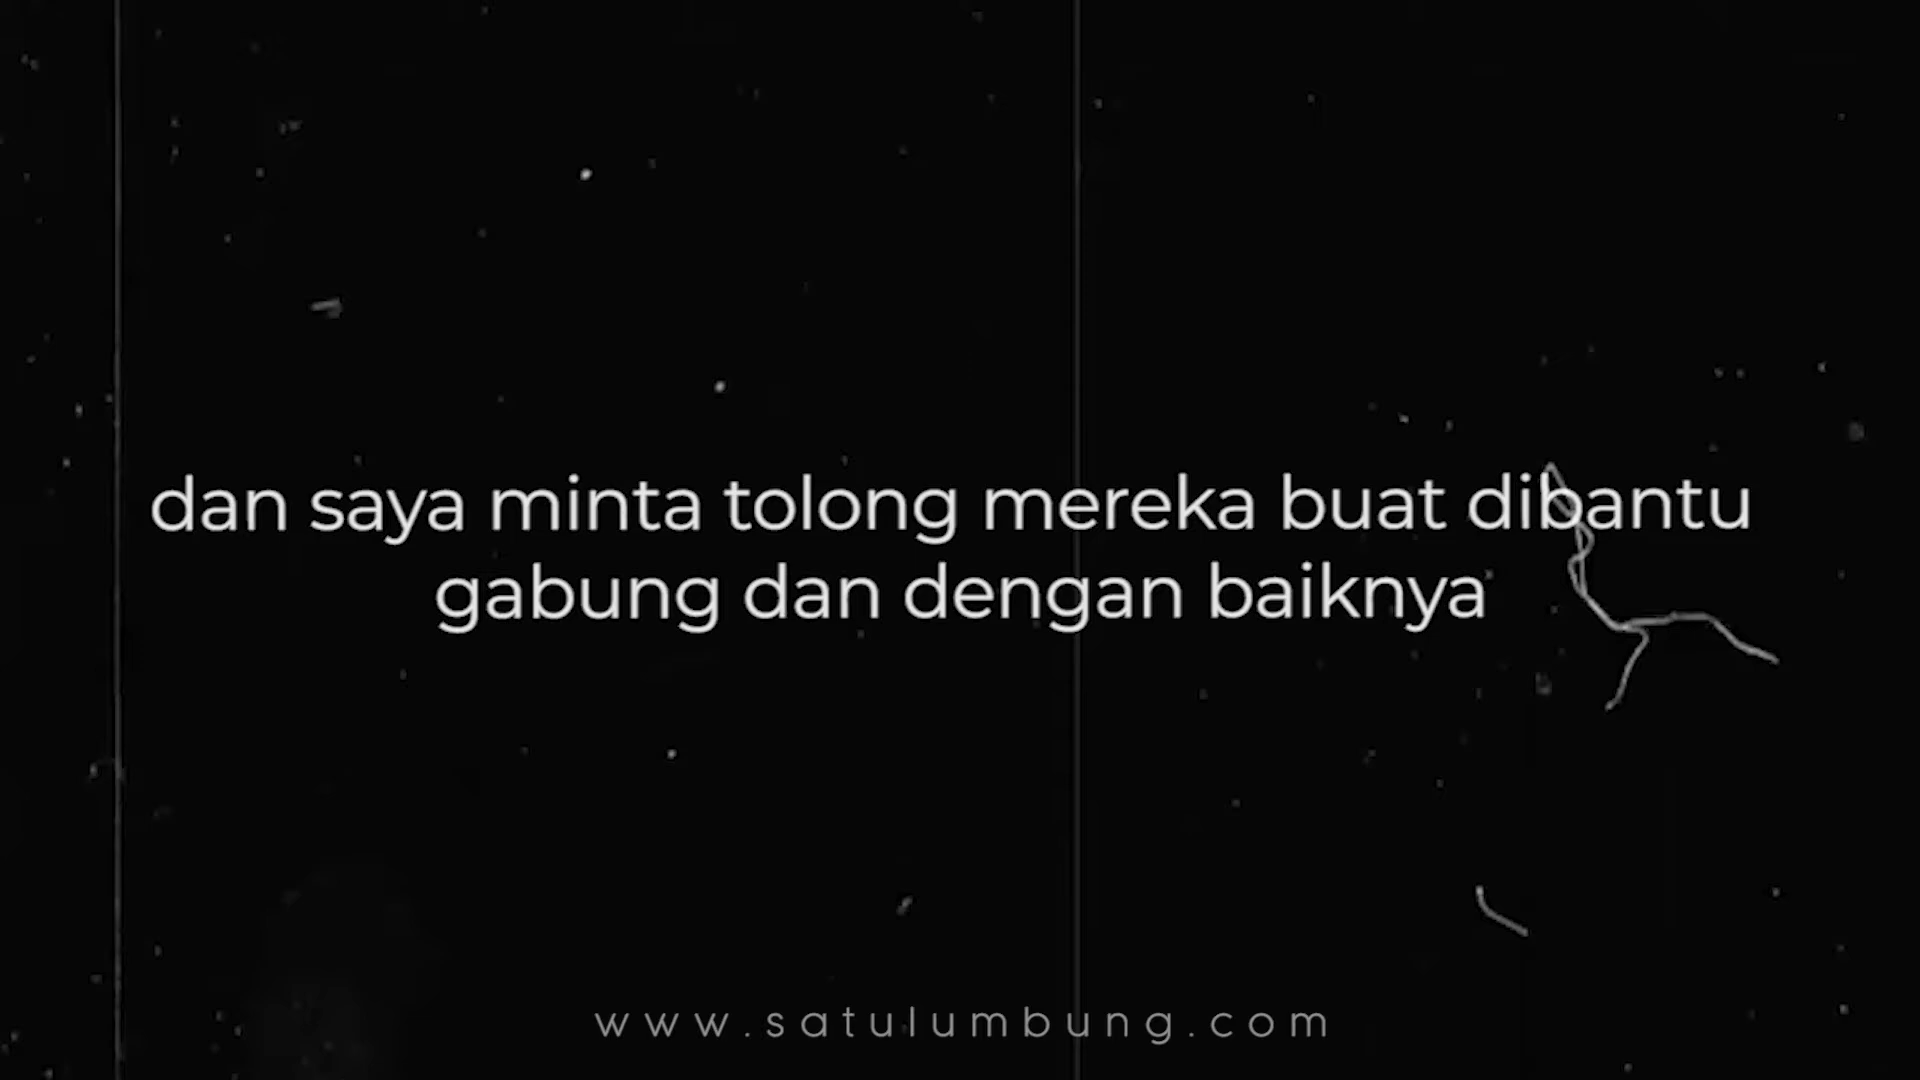 dan saya minta tolong mereka buat dibantu
gabung dan dengan baiknya
www.satulumbung.com